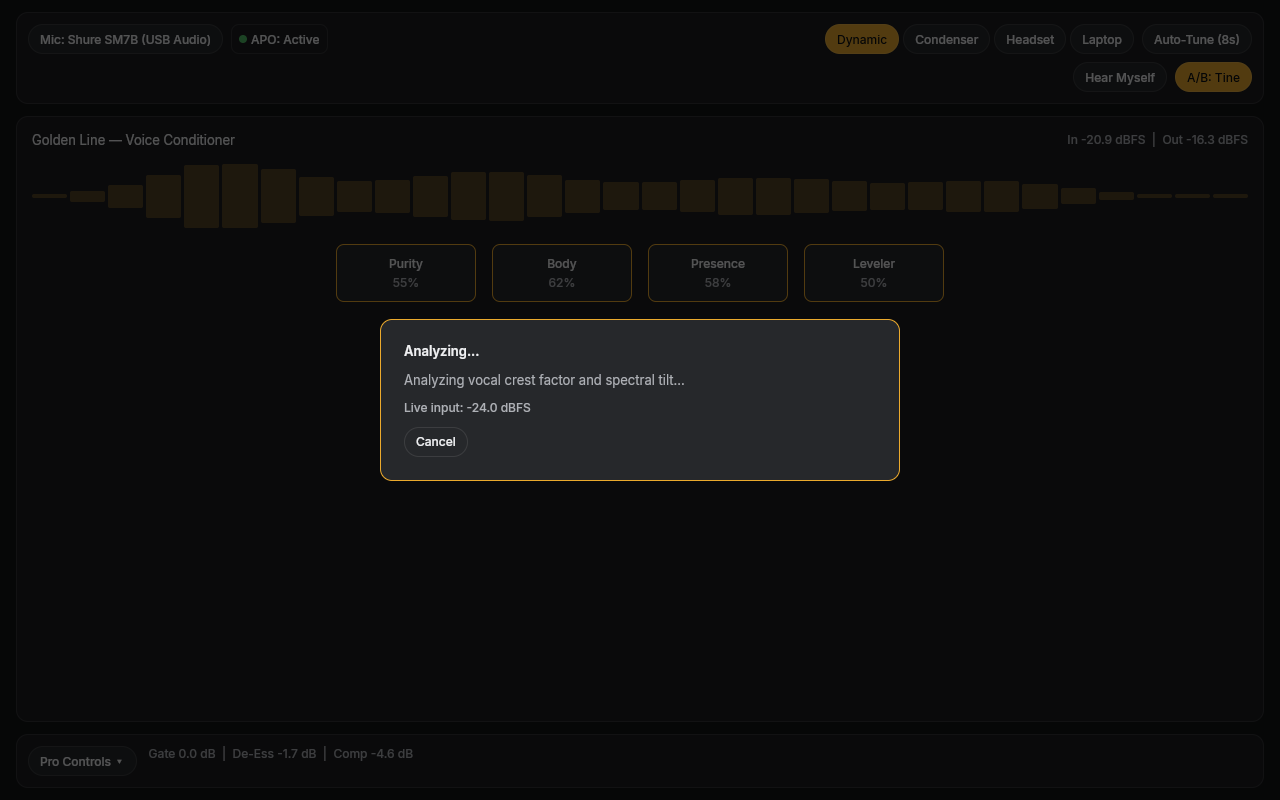 Mic: Shure SM7B (USB Audio)
APO: Active
Dynamic
Condenser
Headset
Laptop
Auto-Tune (8s)
Hear Myself
A/B: Tine
Golden Line — Voice Conditioner
In -20.9 dBFS | Out -16.3 dBFS
Purity
55%
Body
62%
Presence
58%
Leveler
50%
Analyzing...
Analyzing vocal crest factor and spectral tilt...
Live input: -24.0 dBFS
Cancel
Pro Controls ▾
Gate 0.0 dB | De-Ess -1.7 dB | Comp -4.6 dB